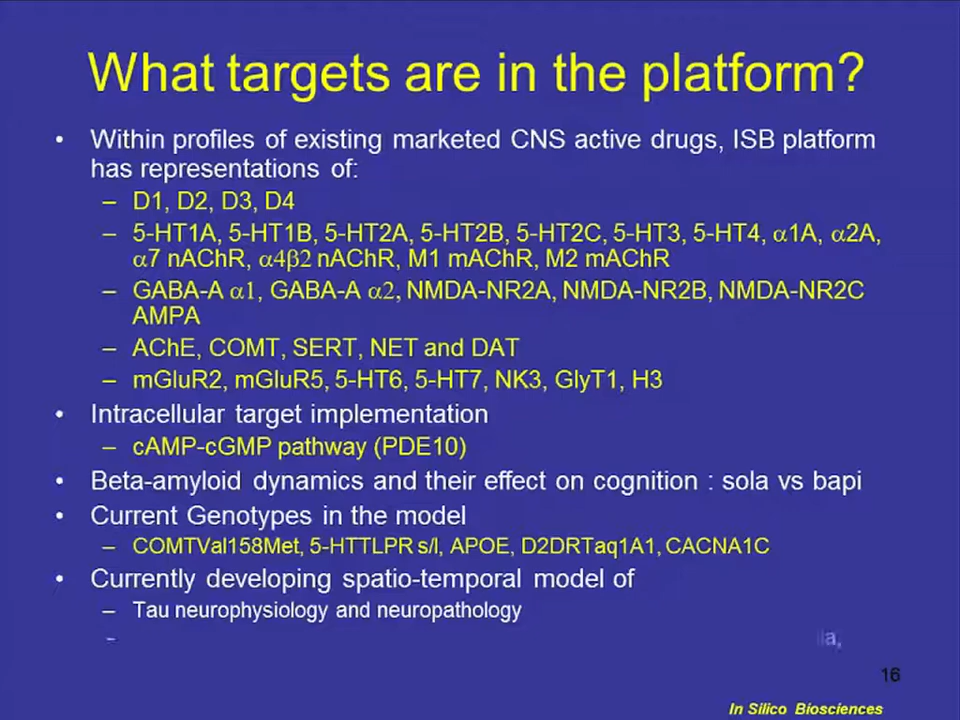 What targets are in the platform?
• Within profiles of existing marketed CNS active drugs, ISB platform
has representations of:
– D1, D2, D3, D4
– 5-HT1A, 5-HT1B, 5-HT2A, 5-HT2B, 5-HT2C, 5-HT3, 5-HT4, α1A, α2A,
α7 nAChR, α4β2 nAChR, M1 mAChR, M2 mAChR
– GABA-A α1, GABA-A α2, NMDA-NR2A, NMDA-NR2B, NMDA-NR2C
AMPA
– AChE, COMT, SERT, NET and DAT
– mGluR2, mGluR5, 5-HT6, 5-HT7, NK3, GlyT1, H3
• Intracellular target implementation
– cAMP-cGMP pathway (PDE10)
• Beta-amyloid dynamics and their effect on cognition : sola vs bapi
• Current Genotypes in the model
– COMTVal158Met, 5-HTTLPR s/l, APOE, D2DRTaq1A1, CACNA1C
• Currently developing spatio-temporal model of
– Tau neurophysiology and neuropathology
–
16
In Silico Biosciences